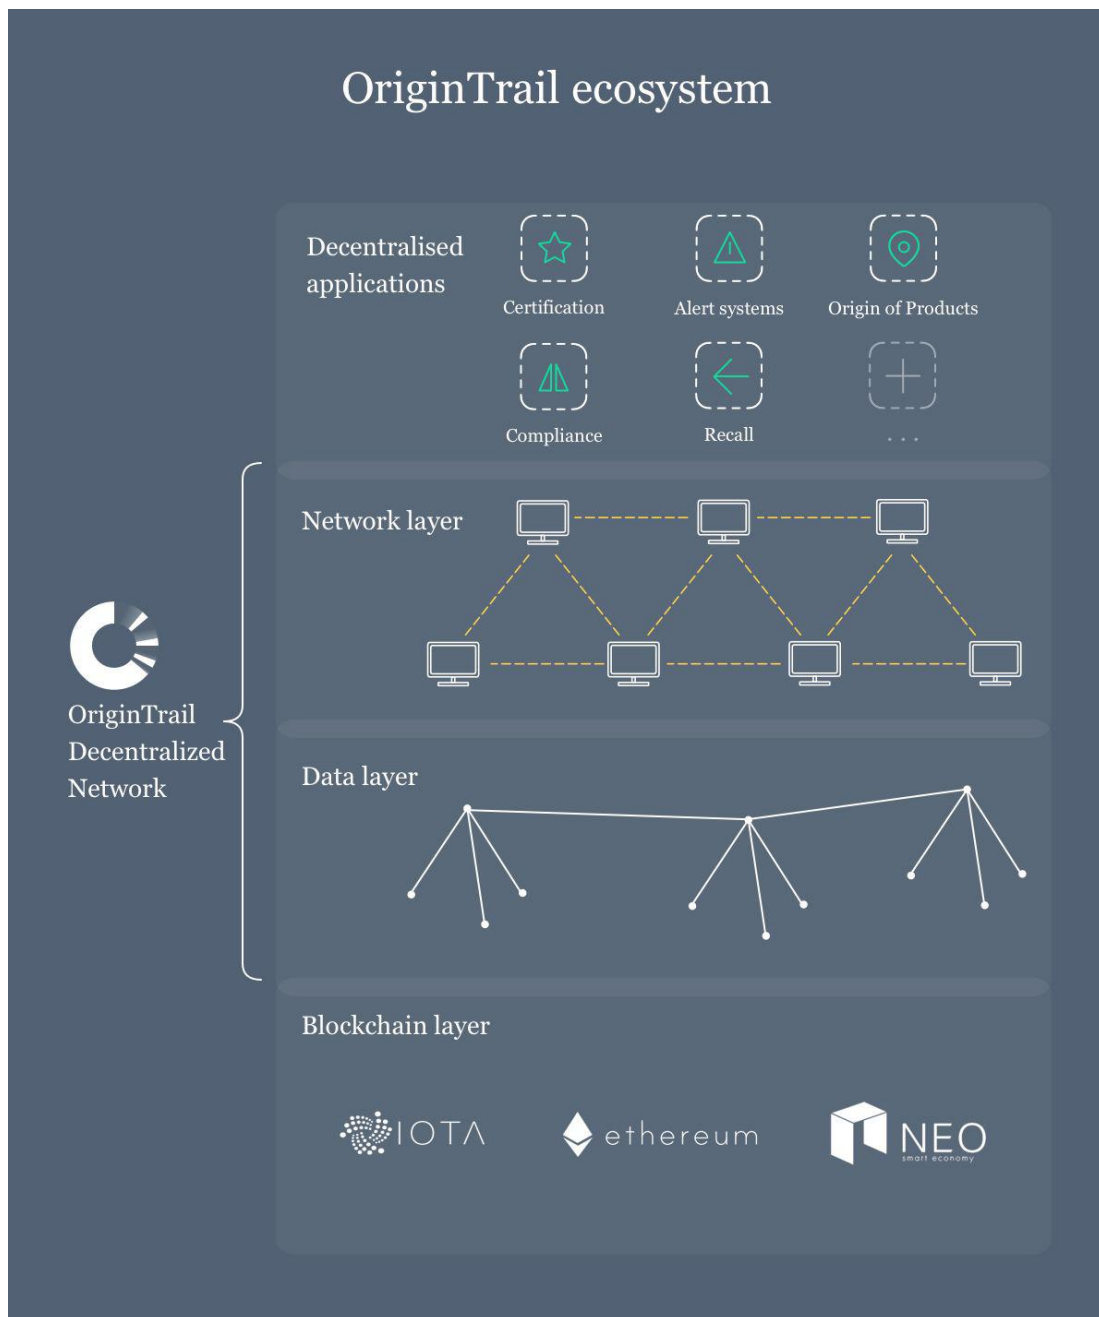 OriginTrail ecosystem
Decentralised
applications
Certification
Alert systems
Origin of Products
Compliance
Recall
. . .
Network layer
OriginTrail
Decentralized
Network
Data layer
Blockchain layer
IOTA
ethereum
NEO
smart economy